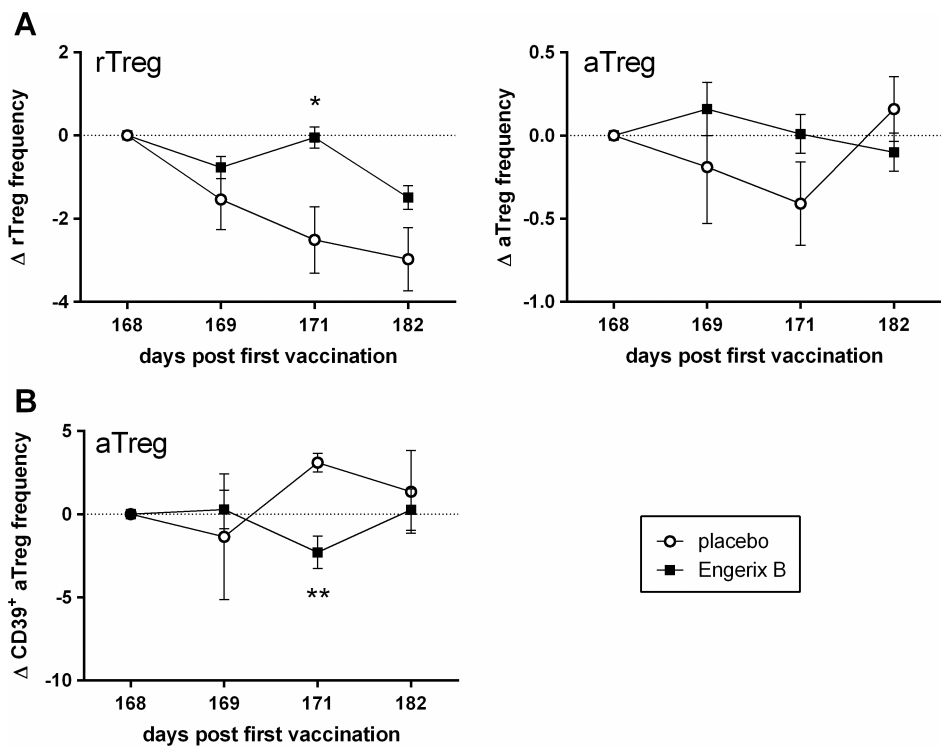 A
rTreg
Δ rTreg frequency
2
0
-2
-4
*
168 169 171 182
days post first vaccination
aTreg
Δ aTreg frequency
0.5
0.0
-0.5
-1.0
168 169 171 182
days post first vaccination
B
aTreg
Δ CD39⁺ aTreg frequency
5
0
-5
-10
**
168 169 171 182
days post first vaccination
placebo
Engerix B